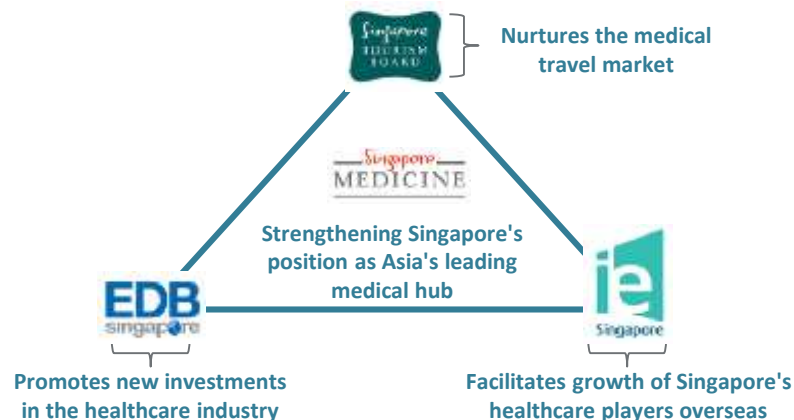 Singapore
TOURISM
BOARD
Nurtures the medical
travel market
Singapore
MEDICINE
Strengthening Singapore's
position as Asia's leading
medical hub
EDB
singapore
ie
Singapore
Promotes new investments
in the healthcare industry
Facilitates growth of Singapore's
healthcare players overseas